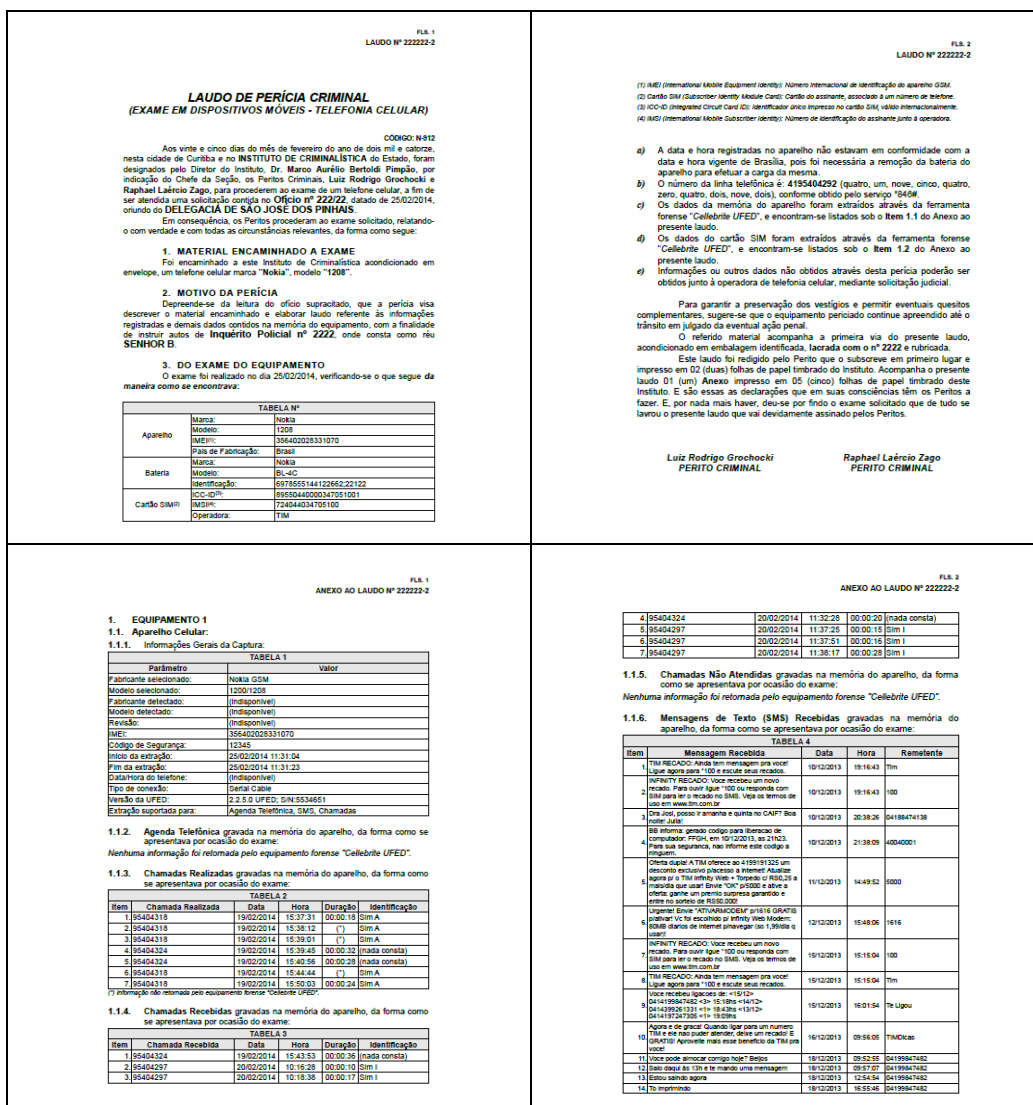 FLS. 1
LAUDO Nº 222222-2
LAUDO DE PERÍCIA CRIMINAL
(EXAME EM DISPOSITIVOS MÓVEIS - TELEFONIA CELULAR)
CÓDIGO: N-912
Aos vinte e cinco dias do mês de fevereiro do ano de dois mil e catorze,
nesta cidade de Curitiba e no INSTITUTO DE CRIMINALÍSTICA do Estado, foram
designados pelo Diretor do Instituto, Dr. Marco Aurélio Bertoldi Pimpão, por
indicação do Chefe da Seção, os Peritos Criminais, Luiz Rodrigo Grochocki e
Raphael Laércio Zago, para procederem ao exame de um telefone celular, a fim de
ser atendida uma solicitação contida no Ofício nº 222/22, datado de 25/02/2014,
oriundo do DELEGACIA DE SÃO JOSÉ DOS PINHAIS.
Em consequência, os Peritos procederam ao exame solicitado, relatando-
o com verdade e com todas as circunstâncias relevantes, da forma como segue:
1. MATERIAL ENCAMINHADO A EXAME
Foi encaminhado a este Instituto de Criminalística acondicionado em
envelope, um telefone celular marca "Nokia", modelo "1208".
2. MOTIVO DA PERÍCIA
Depreende-se da leitura do ofício supracitado, que a perícia visa
descrever o material encaminhado e elaborar laudo referente às informações
registradas e demais dados contidos na memória do equipamento, com a finalidade
de instruir autos de Inquérito Policial nº 2222, onde consta como réu
SENHOR B.
3. DO EXAME DO EQUIPAMENTO
O exame foi realizado no dia 25/02/2014, verificando-se o que segue da
maneira como se encontrava:
TABELA Nº
Aparelho
Marca: Nokia
Modelo: 1208
IMEI(1): 356402028331070
País de Fabricação: Brasil
Bateria
Marca: Nokia
Modelo: BL-4C
Identificação: 6978555144122662;22122
Cartão SIM(2)
ICC-ID(3): 89550440000347051001
IMSI(4): 724044034705100
Operadora: TIM
FLS. 2
LAUDO Nº 222222-2
(1) IMEI (International Mobile Equipment Identity): Número internacional de identificação do aparelho GSM.
(2) Cartão SIM (Subscriber Identity Module Card): Cartão do assinante, associado à um número de telefone.
(3) ICC-ID (Integrated Circuit Card ID): Identificador único impresso no cartão SIM, válido internacionalmente.
(4) IMSI (International Mobile Subscriber Identity): Número de identificação do assinante junto à operadora.
a) A data e hora registradas no aparelho não estavam em conformidade com a
data e hora vigente de Brasília, pois foi necessária a remoção da bateria do
aparelho para efetuar a carga da mesma.
b) O número da linha telefônica é: 4195404292 (quatro, um, nove, cinco, quatro,
zero, quatro, dois, nove, dois), conforme obtido pelo serviço *846#.
c) Os dados da memória do aparelho foram extraídos através da ferramenta
forense "Cellebrite UFED", e encontram-se listados sob o Item 1.1 do Anexo ao
presente laudo.
d) Os dados do cartão SIM foram extraídos através da ferramenta forense
"Cellebrite UFED", e encontram-se listados sob o Item 1.2 do Anexo ao
presente laudo.
e) Informações ou outros dados não obtidos através desta perícia poderão ser
obtidos junto à operadora de telefonia celular, mediante solicitação judicial.
Para garantir a preservação dos vestígios e permitir eventuais quesitos
complementares, sugere-se que o equipamento periciado continue apreendido até o
trânsito em julgado da eventual ação penal.
O referido material acompanha a primeira via do presente laudo,
acondicionado em embalagem identificada, lacrada com o nº 2222 e rubricada.
Este laudo foi redigido pelo Perito que o subscreve em primeiro lugar e
impresso em 02 (duas) folhas de papel timbrado do Instituto. Acompanha o presente
laudo 01 (um) Anexo impresso em 05 (cinco) folhas de papel timbrado deste
Instituto. E são essas as declarações que em suas consciências têm os Peritos a
fazer. E, por nada mais haver, deu-se por findo o exame solicitado que de tudo se
lavrou o presente laudo que vai devidamente assinado pelos Peritos.
Luiz Rodrigo Grochocki Raphael Laércio Zago
PERITO CRIMINAL PERITO CRIMINAL
FLS. 1
ANEXO AO LAUDO Nº 222222-2
1. EQUIPAMENTO 1
1.1. Aparelho Celular:
1.1.1. Informações Gerais da Captura:
TABELA 1
Parâmetro Valor
Fabricante selecionado: Nokia GSM
Modelo selecionado: 1200/1208
Fabricante detectado: (Indisponível)
Modelo detectado: (Indisponível)
Revisão: (Indisponível)
IMEI: 356402028331070
Código de Segurança: 12345
Início da extração: 25/02/2014 11:31:04
Fim da extração: 25/02/2014 11:31:23
Data/Hora do telefone: (Indisponível)
Tipo de conexão: Serial Cable
Versão da UFED: 2.2.5.0 UFED; S/N:5534651
Extração suportada para: Agenda Telefônica, SMS, Chamadas
1.1.2. Agenda Telefônica gravada na memória do aparelho, da forma como se
apresentava por ocasião do exame:
Nenhuma informação foi retornada pelo equipamento forense "Cellebrite UFED".
1.1.3. Chamadas Realizadas gravadas na memória do aparelho, da forma como
se apresentava por ocasião do exame:
TABELA 2
Item Chamada Realizada Data Hora Duração Identificação
1. 95404318 19/02/2014 15:37:31 00:00:18 Sim A
2. 95404318 19/02/2014 15:38:12 (*) Sim A
3. 95404318 19/02/2014 15:39:01 (*) Sim A
4. 95404324 19/02/2014 15:39:45 00:00:32 (nada consta)
5. 95404324 19/02/2014 15:40:56 00:00:28 (nada consta)
6. 95404318 19/02/2014 15:44:44 (*) Sim A
7. 95404318 19/02/2014 15:50:03 00:00:24 Sim A
(*) Informação não retornada pelo equipamento forense "Cellebrite UFED".
1.1.4. Chamadas Recebidas gravadas na memória do aparelho, da forma como
se apresentava por ocasião do exame:
TABELA 3
Item Chamada Recebida Data Hora Duração Identificação
1. 95404324 19/02/2014 15:43:53 00:00:36 (nada consta)
2. 95404297 20/02/2014 10:16:28 00:00:10 Sim I
3. 95404297 20/02/2014 10:18:38 00:00:17 Sim I
FLS. 2
ANEXO AO LAUDO Nº 222222-2
4. 95404324 20/02/2014 11:32:28 00:00:20 (nada consta)
5. 95404297 20/02/2014 11:37:25 00:00:15 Sim I
6. 95404297 20/02/2014 11:37:51 00:00:16 Sim I
7. 95404297 20/02/2014 11:38:17 00:00:28 Sim I
1.1.5. Chamadas Não Atendidas gravadas na memória do aparelho, da forma
como se apresentava por ocasião do exame:
Nenhuma informação foi retornada pelo equipamento forense "Cellebrite UFED".
1.1.6. Mensagens de Texto (SMS) Recebidas gravadas na memória do
aparelho, da forma como se apresentava por ocasião do exame:
TABELA 4
Item Mensagem Recebida Data Hora Remetente
1. TIM RECADO: Ainda tem mensagem pra voce!
Ligue agora para *100 e escute seus recados. 10/12/2013 19:16:43 Tim
2. INFINITY RECADO: Voce recebeu um novo
recado. Para ouvir ligue *100 ou responda com
SIM para ler o recado no SMS. Veja os termos de
uso em www.tim.com.br 10/12/2013 19:16:43 100
3. Dra Josi, posso ir amanha e quinta no CAIF? Boa
noite! Julia! 10/12/2013 20:38:26 04188474138
4. BB informa: gerado codigo para liberacao de
computador: FFGH, em 10/12/2013, as 21h23.
Para sua seguranca, nao informe este codigo a
ninguem. 10/12/2013 21:38:09 40040001
5. Oferta dupla! A TIM oferece ao 4199191325 um
desconto exclusivo p/acesso a internet! Atualize
agora p/ o TIM Infinity Web + Torpedo c/ R$0,25 a
mais/dia que usar! Envie "OK" p/5000 e ative a
oferta: ganhe um premio surpresa garantido e
entre no sorteio de R$50.000! 11/12/2013 14:49:52 5000
6. Urgente! Envie "ATIVARMODEM" p/1616 GRATIS
p/ativar! Vc foi escolhido p/ Infinity Web Modem:
80MB diarios de internet p/navegar (so 1,99/dia q
usar)! 12/12/2013 15:48:06 1616
7. INFINITY RECADO: Voce recebeu um novo
recado. Para ouvir ligue *100 ou responda com
SIM para ler o recado no SMS. Veja os termos de
uso em www.tim.com.br 15/12/2013 15:15:04 100
8. TIM RECADO: Ainda tem mensagem pra voce!
Ligue agora para *100 e escute seus recados. 15/12/2013 15:15:04 Tim
9. Voce recebeu ligacoes de: <15/12>
0414199847482 <3> 15:18hs <14/12>
0414399261331 <1> 18:43hs <13/12>
0414197247305 <1> 19:09hs 15/12/2013 16:01:54 Te Ligou
10. Agora e de graca! Quando ligar para um numero
TIM e ele nao puder atender, deixe um recado! E
GRATIS! Aproveite mais esse beneficio da TIM pra
voce! 16/12/2013 09:56:05 TIMDicas
11. Voce pode almocar comigo hoje? Beijos 18/12/2013 09:52:55 04199847482
12. Saio daqui às 13h e te mando uma mensagem 18/12/2013 09:57:07 04199847482
13. Estou saindo agora 18/12/2013 12:54:54 04199847482
14. To imprimindo 18/12/2013 16:55:46 04199847482